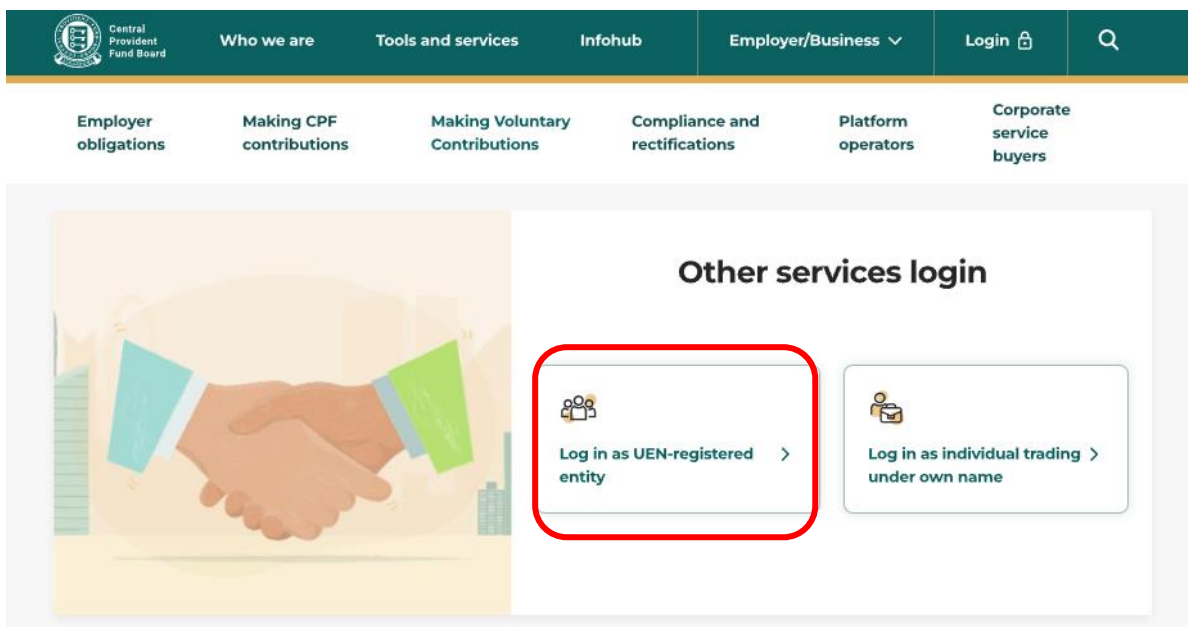 Central
Provident
Fund Board
Who we are
Tools and services
Infohub
Employer/Business
Login
Employer
obligations
Making CPF
contributions
Making Voluntary
Contributions
Compliance and
rectifications
Platform
operators
Corporate
service
buyers
Other services login
Log in as UEN-registered
entity
Log in as individual trading
under own name